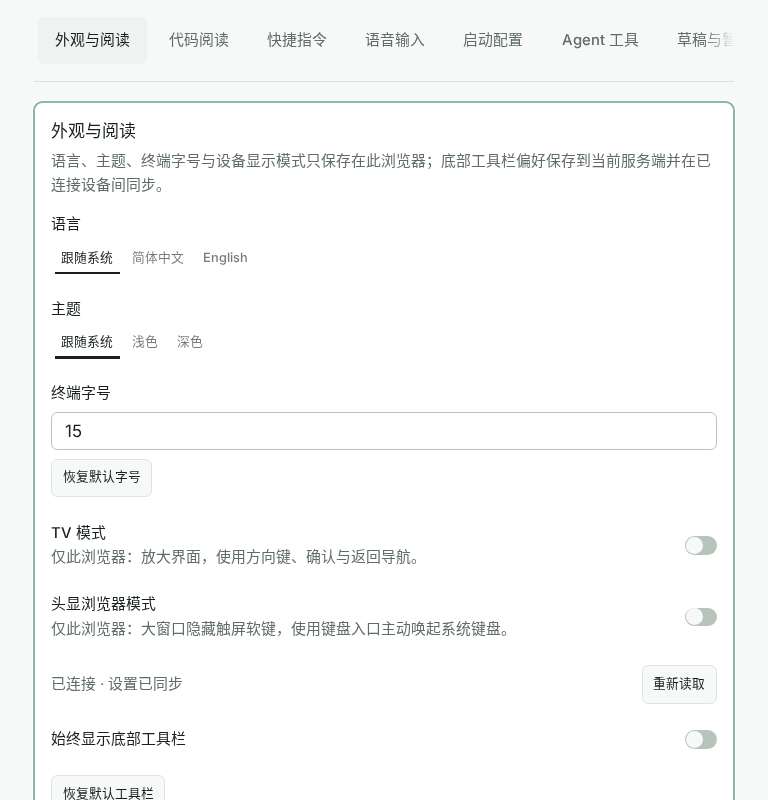 外观与阅读
代码阅读
快捷指令
语音输入
启动配置
Agent 工具
草稿与
外观与阅读
语言、主题、终端字号与设备显示模式只保存在此浏览器；底部工具栏偏好保存到当前服务端并在已
连接设备间同步。
语言
跟随系统
简体中文
English
主题
跟随系统
浅色
深色
终端字号
15
恢复默认字号
TV 模式
仅此浏览器：放大界面，使用方向键、确认与返回导航。
头显浏览器模式
仅此浏览器：大窗口隐藏触屏软键，使用键盘入口主动唤起系统键盘。
已连接 · 设置已同步
重新读取
始终显示底部工具栏
恢复默认工具栏